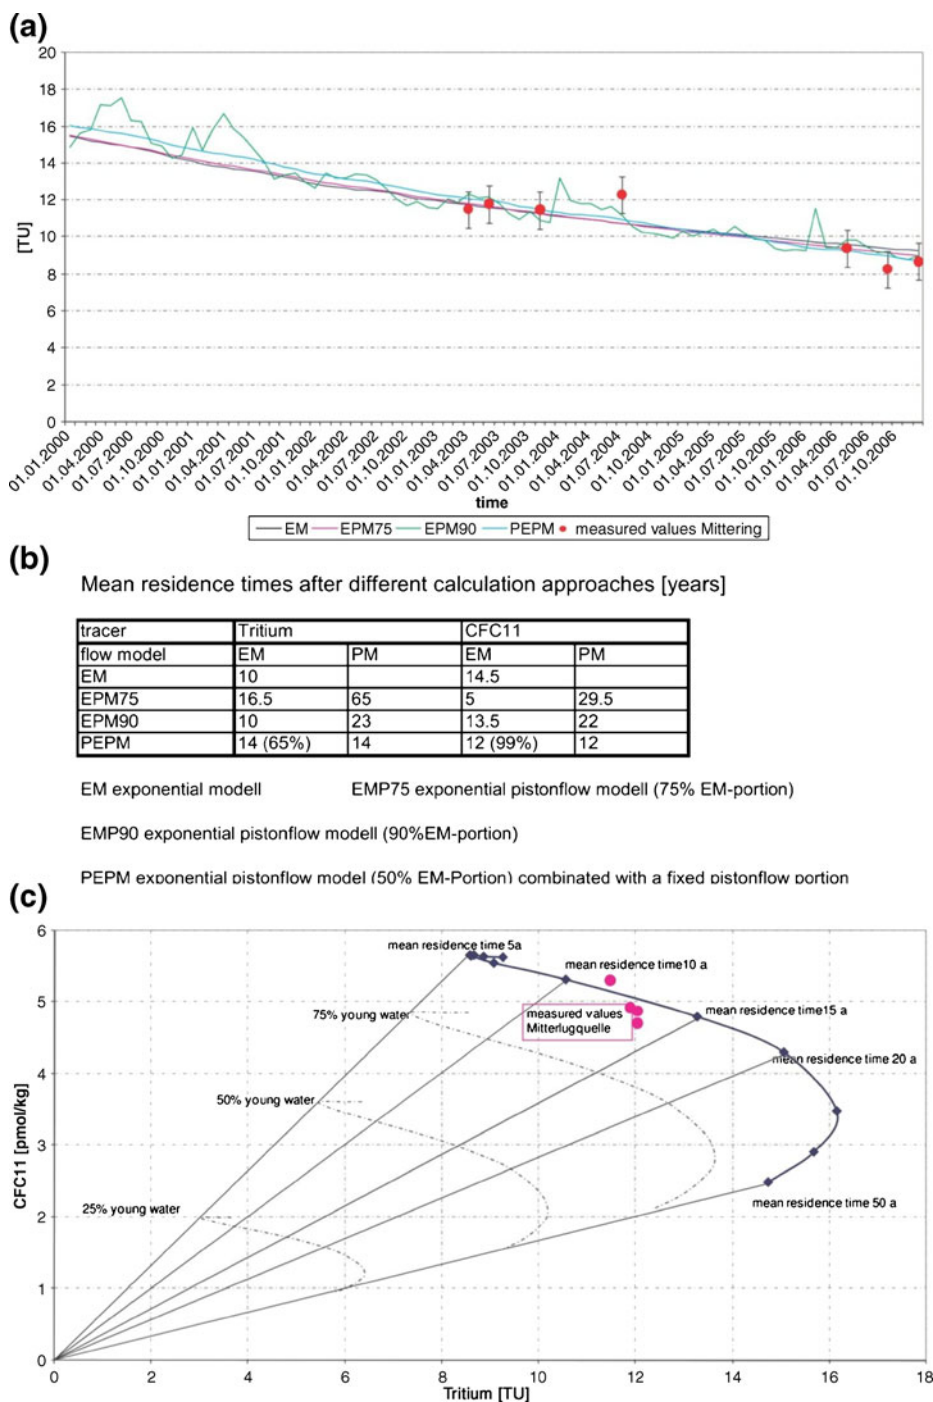 (a)
20
18
16
14
12
10
8
6
4
2
0
[TU]
01.01.2000
01.04.2000
01.07.2000
01.10.2000
01.01.2001
01.04.2001
01.07.2001
01.10.2001
01.01.2002
01.04.2002
01.07.2002
01.10.2002
01.01.2003
01.04.2003
01.07.2003
01.10.2003
01.01.2004
01.04.2004
01.07.2004
01.10.2004
01.01.2005
01.04.2005
01.07.2005
01.10.2005
01.01.2006
01.04.2006
01.07.2006
01.10.2006
time
EM EPM75 EPM90 PEPM measured values Mittering
(b)
Mean residence times after different calculation approaches [years]
tracer Tritium CFC11
flow model EM PM EM PM
EM 10 14.5
EPM75 16.5 65 5 29.5
EPM90 10 23 13.5 22
PEPM 14 (65%) 14 12 (99%) 12
EM exponential modell EMP75 exponential pistonflow modell (75% EM-portion)
EMP90 exponential pistonflow modell (90%EM-portion)
PEPM exponential pistonflow model (50% EM-Portion) combined with a fixed pistonflow portion
(c)
6
5
4
3
2
1
0
CFC11 [pmol/kg]
mean residence time 5a
mean residence time10 a
75% young water
measured values
Mitterlugquelle
mean residence time15 a
mean residence time 20 a
50% young water
25% young water
mean residence time 50 a
0 2 4 6 8 10 12 14 16 18
Tritium [TU]